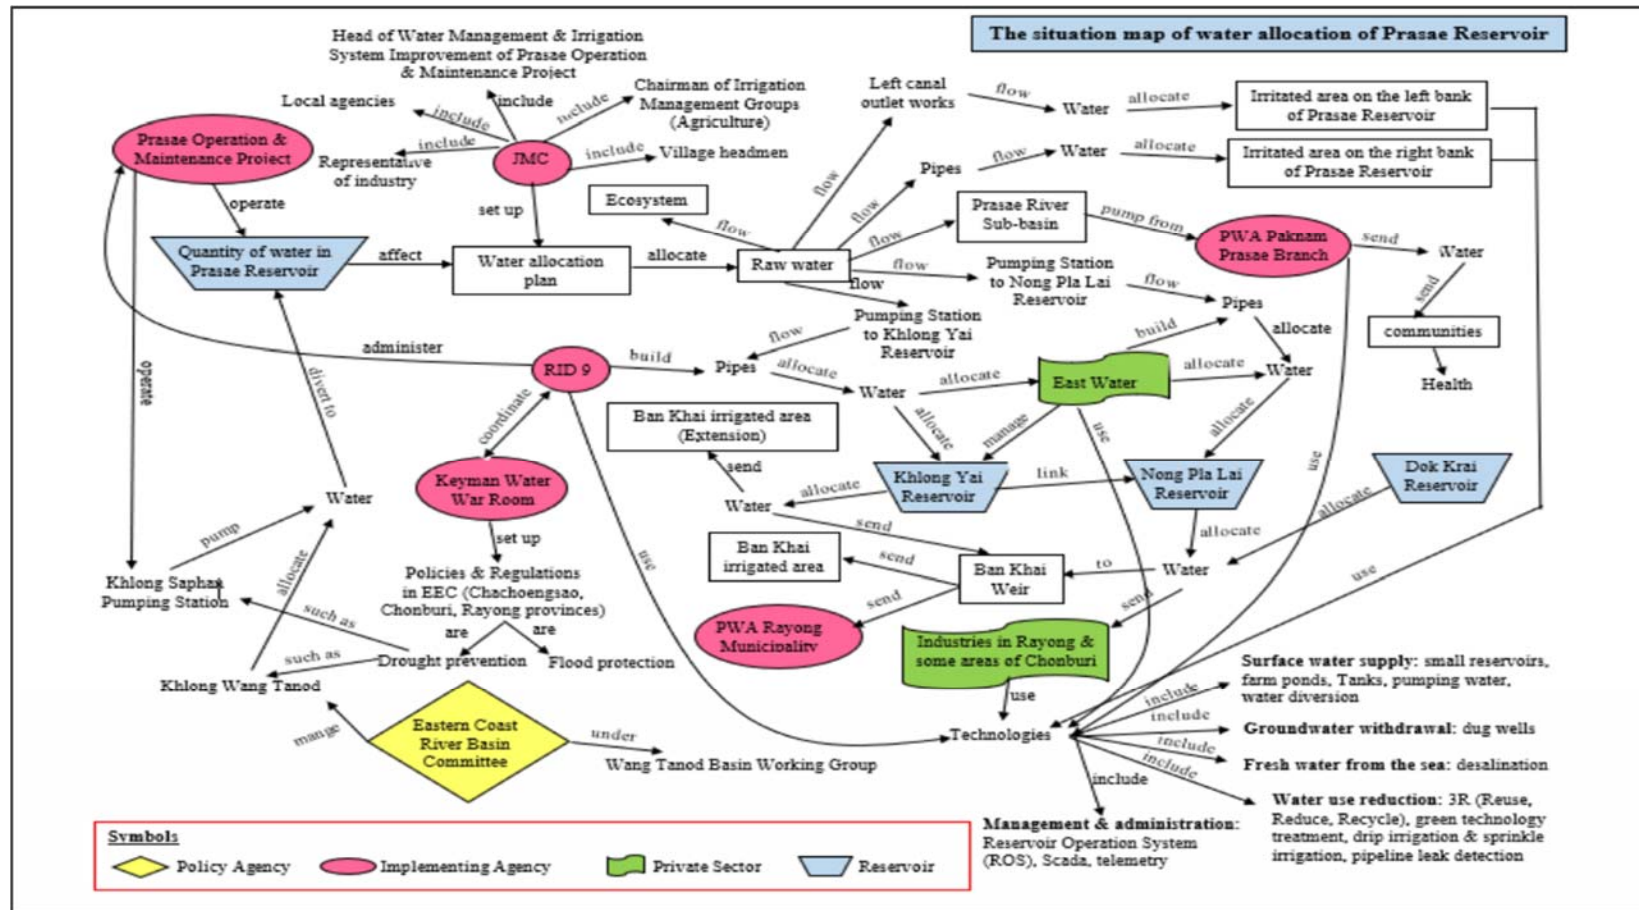 The situation map of water allocation of Prasae Reservoir
Head of Water Management & Irrigation
System Improvement of Prasae Operation
& Maintenance Project
Local agencies
include
include
include
Chairman of Irrigation
Management Groups
(Agriculture)
Prasae Operation &
Maintenance Project
include
Representative
of industry
JMC
include
Village headmen
operate
set up
Quantity of water in
Prasae Reservoir
affect
Water allocation
plan
allocate
Raw water
flow
Ecosystem
flow
Left canal
outlet works
flow
Water
allocate
Irritated area on the left bank
of Prasae Reservoir
flow
Pipes
flow
Water
allocate
Irritated area on the right bank
of Prasae Reservoir
flow
Prasae River
Sub-basin
pump from
PWA Paknam
Prasae Branch
send
Water
send
communities
Health
flow
Pumping Station
to Nong Pla Lai
Reservoir
flow
Pipes
allocate
Water
flow
Pumping Station
to Khlong Yai
Reservoir
flow
administer
RID 9
build
Pipes
allocate
Water
allocate
East Water
build
allocate
operate
divert to
coordinate
Ban Khai irrigated area
(Extension)
send
allocate
manage
use
allocate
use
Keyman Water
War Room
Water
allocate
Khlong Yai
Reservoir
link
Nong Pla Lai
Reservoir
Dok Krai
Reservoir
allocate
allocate
Water
Water
pump
set up
use
send
Ban Khai
irrigated area
send
Ban Khai
Weir
to
use
Khlong Saphan
Pumping Station
allocate
Policies & Regulations
in EEC (Chachoengsao,
Chonburi, Rayong provinces)
such as
are
are
send
send
PWA Rayong
Municipality
Industries in Rayong &
some areas of Chonburi
such as
Drought prevention
Flood protection
Khlong Wang Tanod
use
mange
Eastern Coast
River Basin
Committee
under
Wang Tanod Basin Working Group
Technologies
include
Surface water supply: small reservoirs,
farm ponds, Tanks, pumping water,
water diversion
include
Groundwater withdrawal: dug wells
include
Fresh water from the sea: desalination
include
Water use reduction: 3R (Reuse,
Reduce, Recycle), green technology
treatment, drip irrigation & sprinkle
irrigation, pipeline leak detection
include
Management & administration:
Reservoir Operation System
(ROS), Scada, telemetry
Symbols
Policy Agency
Implementing Agency
Private Sector
Reservoir